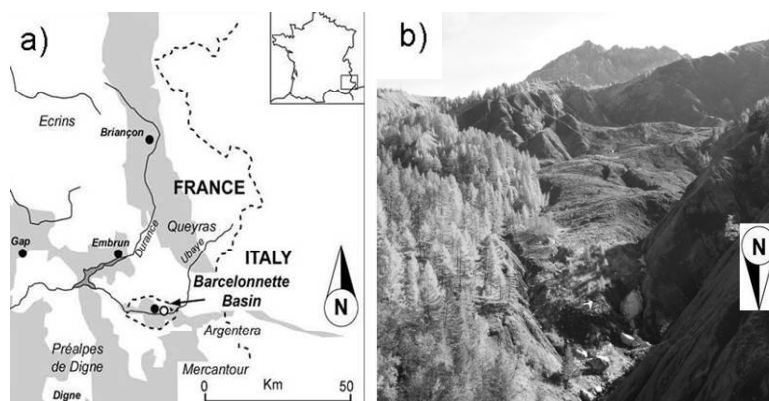 a)
Ecrins
Briançon
FRANCE
Durance
Queyras
Gap
Embrun
Ubaye
ITALY
Barcelonnette
Basin
N
Argentera
Préalpes
de Digne
Mercantour
Digne
0 Km 50
b)
N